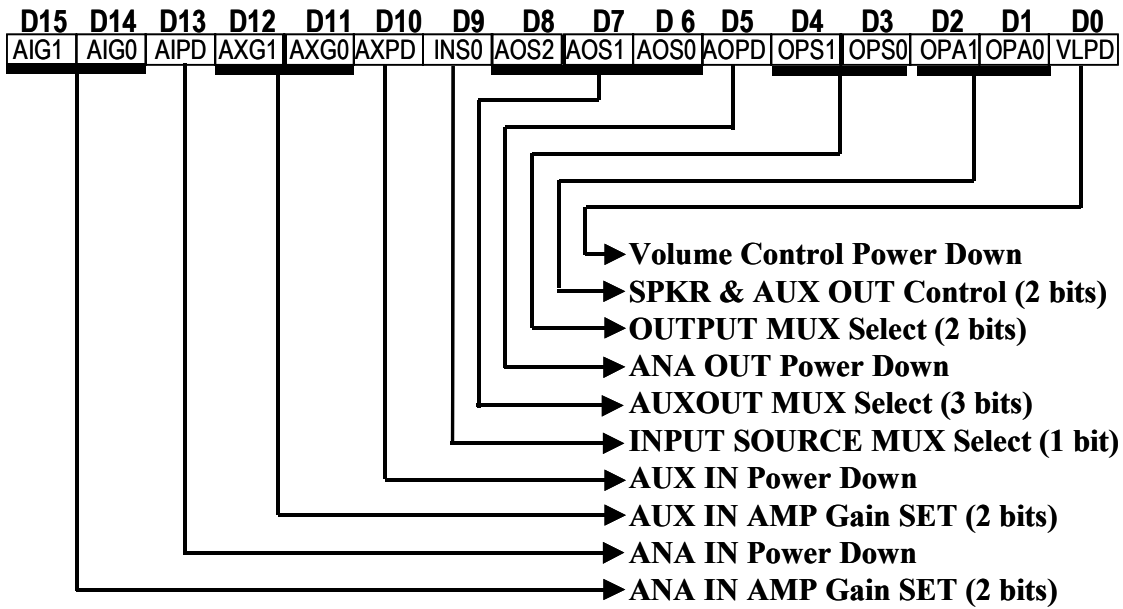 D15 D14 D13 D12 D11 D10 D9 D8 D7 D 6 D5 D4 D3 D2 D1 D0
AIG1 AIG0 AIPD AXG1 AXG0 AXPD INS0 AOS2 AOS1 AOS0 AOPD OPS1 OPS0 OPA1 OPA0 VLPD
Volume Control Power Down
SPKR & AUX OUT Control (2 bits)
OUTPUT MUX Select (2 bits)
ANA OUT Power Down
AUXOUT MUX Select (3 bits)
INPUT SOURCE MUX Select (1 bit)
AUX IN Power Down
AUX IN AMP Gain SET (2 bits)
ANA IN Power Down
ANA IN AMP Gain SET (2 bits)